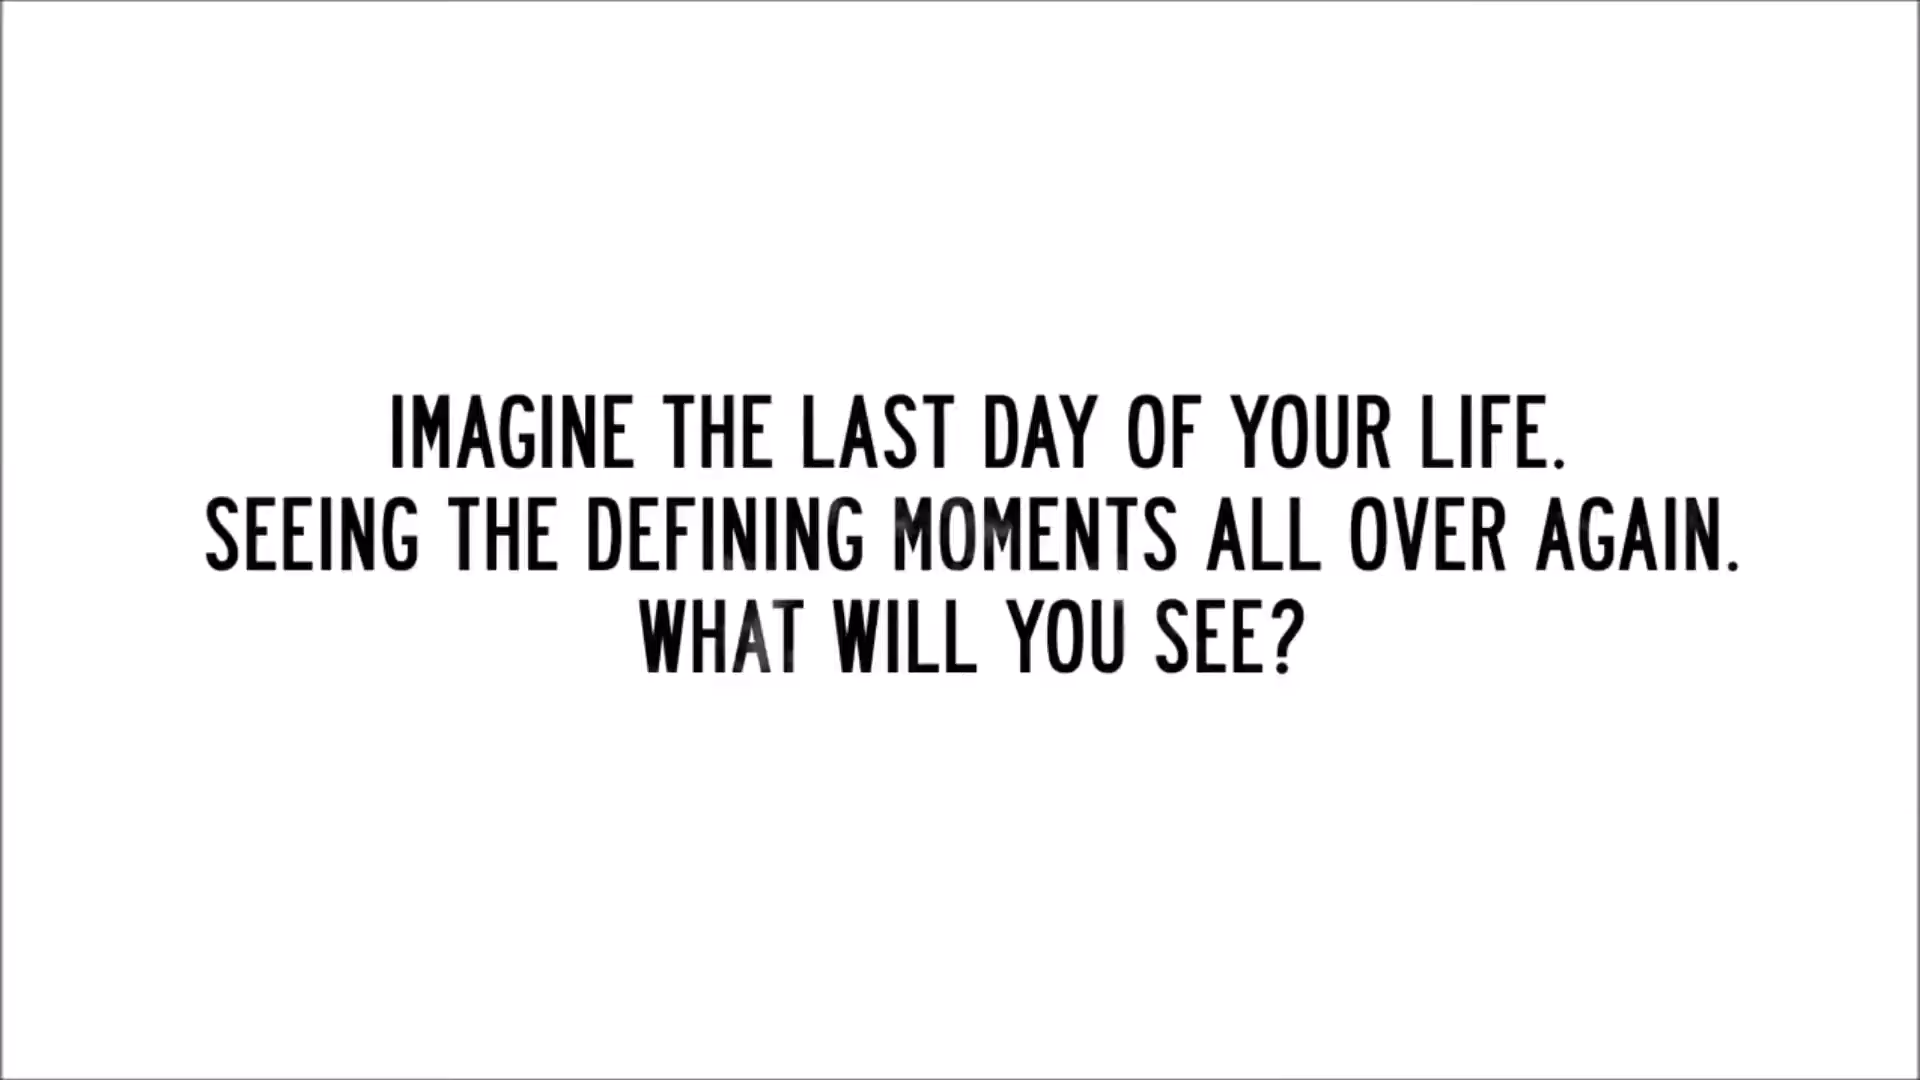 IMAGINE THE LAST DAY OF YOUR LIFE.
SEEING THE DEFINING MOMENTS ALL OVER AGAIN.
WHAT WILL YOU SEE?